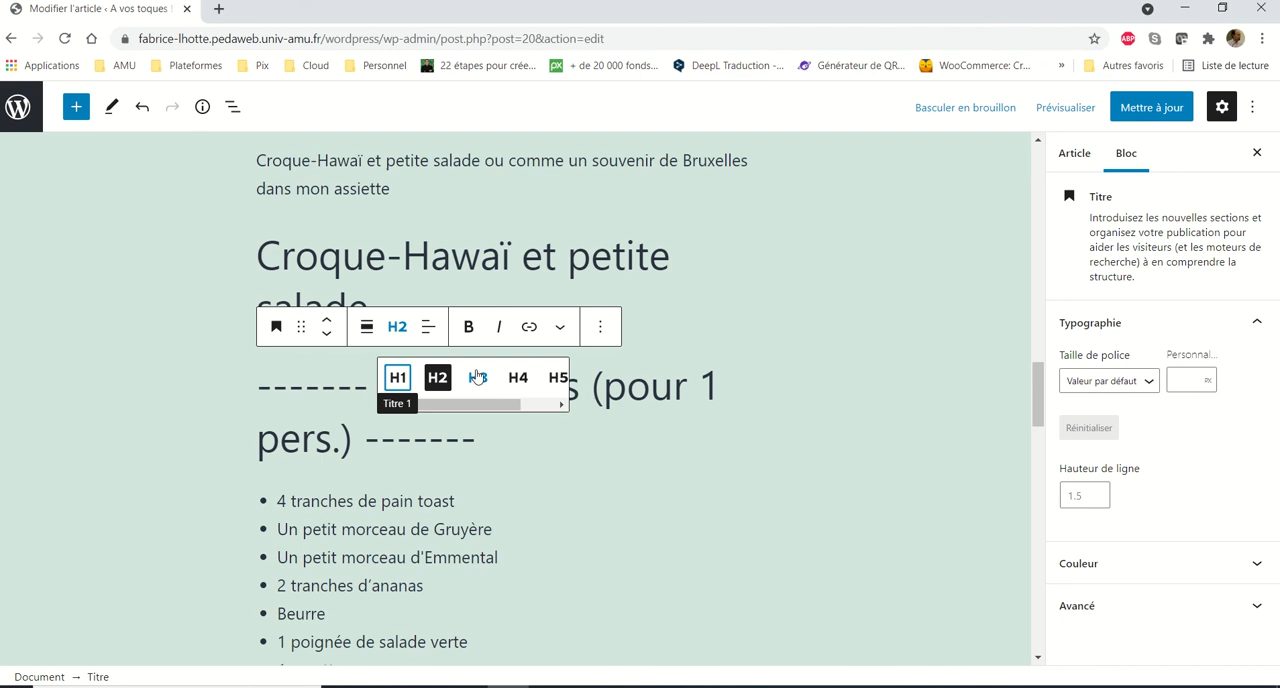 Modifier l'article ‹ A vos toques !
fabrice-lhotte.pedaweb.univ-amu.fr/wordpress/wp-admin/post.php?post=20&action=edit
ABP
Applications AMU Plateformes Pix Cloud Personnel 22 étapes pour crée... + de 20 000 fonds... DeepL Traduction -... Générateur de QR... WooCommerce: Cr... » Autres favoris Liste de lecture
Basculer en brouillon Prévisualiser Mettre à jour
Article Bloc
Croque-Hawaï et petite salade ou comme un souvenir de Bruxelles
dans mon assiette
Titre
Introduisez les nouvelles sections et
organisez votre publication pour
aider les visiteurs (et les moteurs de
recherche) à en comprendre la
structure.
Croque-Hawaï et petite
salade
H2 B I
Typographie
Taille de police Personnal...
Valeur par défaut PX
H1 H2 H3 H4 H5
Titre 1
------- s (pour 1
pers.) -------
Réinitialiser
Hauteur de ligne
1.5
4 tranches de pain toast
Un petit morceau de Gruyère
Un petit morceau d'Emmental
2 tranches d’ananas
Beurre
1 poignée de salade verte
Couleur
Avancé
Document → Titre